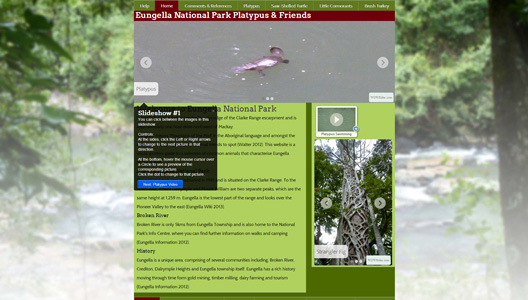 Help
Home
Comments & References
Platypus
Saw-Shelled Turtle
Little Cormorants
Brush Turkey
Eungella National Park Platypus & Friends
Platypus
Slideshow #1
You can click between the images in this
slideshow.
Controls:
At the sides, click the Left or Right arrows
to change to the next picture in that
direction.
At the bottom, hover the mouse cursor over
a Circle to see a preview of the
corresponding picture.
Click the dot to change to that picture.
Next: Platypus Video
Eungella National Park
edge of the Clarke Range escarpment and is
of Mackay.
the Aboriginal language and amongst the
to spot (Walter 2012). This website is a
animals that characterise Eungella
and is situated on the Clarke Range. To the
are two separate peaks, which are the
same height at 1,259 m. Eungella is the lowest part of the range and looks over the
Pioneer Valley to the east (Eungella Wiki 2013).
Broken River
Broken River is only 5kms from Eungella Township and is also home to the National
Park's Info Centre, where you can find further information on walks and camping
(Eungella Information 2012).
History
Eungella is a unique area, comprising of several communities including: Broken River,
Crediton, Dalrymple Heights and Eungella township itself. Eungella has a rich history
moving through time form gold mining, timber milling, dairy farming and tourism
(Eungella Information 2012).
Platypus Swimming
Strangler Fig